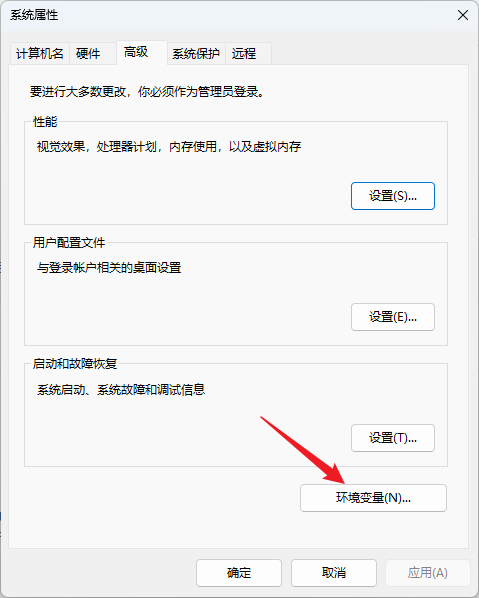 系统属性
计算机名 硬件 高级 系统保护 远程
要进行大多数更改，你必须作为管理员登录。
性能
视觉效果，处理器计划，内存使用，以及虚拟内存
设置(S)...
用户配置文件
与登录帐户相关的桌面设置
设置(E)...
启动和故障恢复
系统启动、系统故障和调试信息
设置(T)...
环境变量(N)...
确定 取消 应用(A)